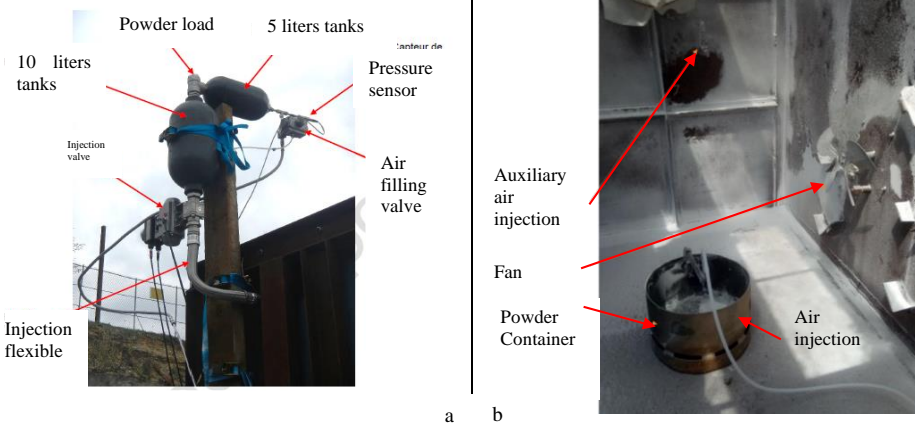 Powder load
5 liters tanks
Capteur de
10 liters
tanks
Pressure
sensor
Injection
valve
Air
filling
valve
Injection
flexible
Auxiliary
air
injection
Fan
Powder
Container
Air
injection
a b